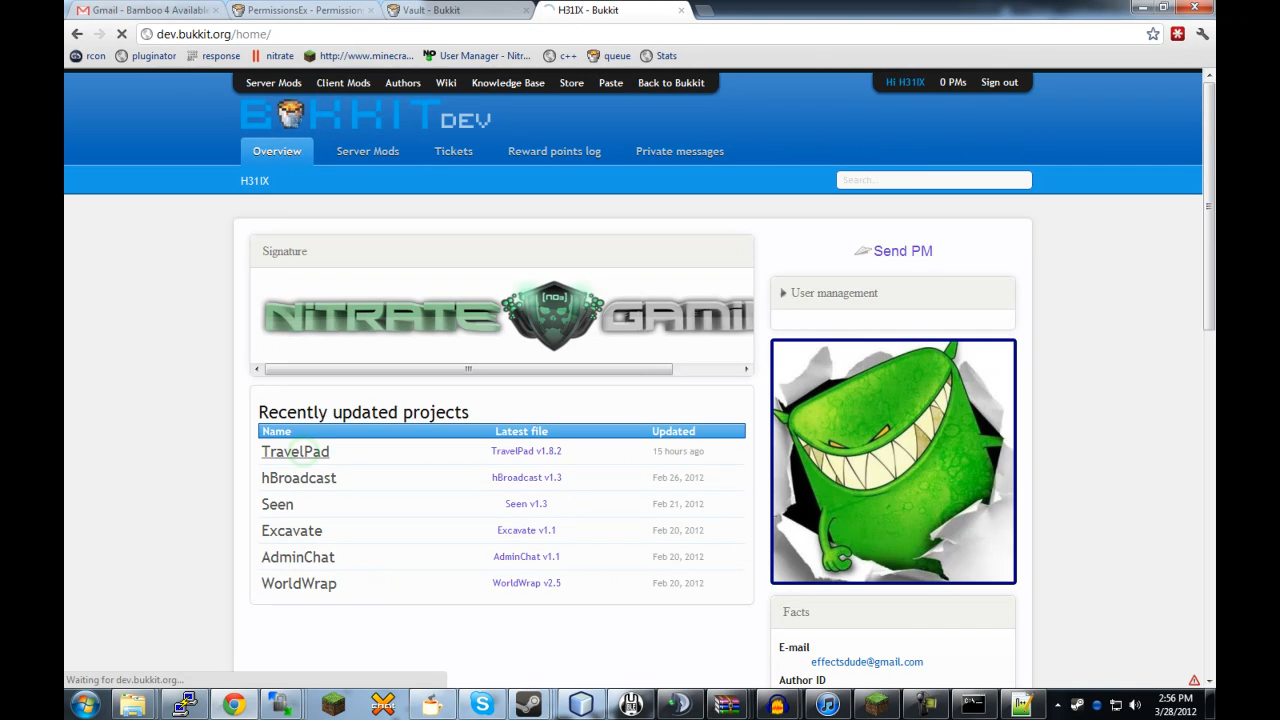 Gmail - Bamboo 4 Availabl
PermissionsEx - Permission
Vault - Bukkit
H31IX - Bukkit
dev.bukkit.org/home/
rcon
pluginator
response
nitrate
http://www.minecra...
User Manager - Nitr...
c++
queue
Stats
Server Mods
Client Mods
Authors
Wiki
Knowledge Base
Store
Paste
Back to Bukkit
Hi H31IX
0 PMs
Sign out
BUKKIT DEV
Overview
Server Mods
Tickets
Reward points log
Private messages
H31IX
Search...
Signature
NiTRATE [NO3] GAMI
Send PM
User management
Recently updated projects
Name Latest file Updated
TravelPad TravelPad v1.8.2 15 hours ago
hBroadcast hBroadcast v1.3 Feb 26, 2012
Seen Seen v1.3 Feb 21, 2012
Excavate Excavate v1.1 Feb 20, 2012
AdminChat AdminChat v1.1 Feb 20, 2012
WorldWrap WorldWrap v2.5 Feb 20, 2012
Facts
E-mail
effectsdude@gmail.com
Author ID
Waiting for dev.bukkit.org...
2:56 PM
3/28/2012